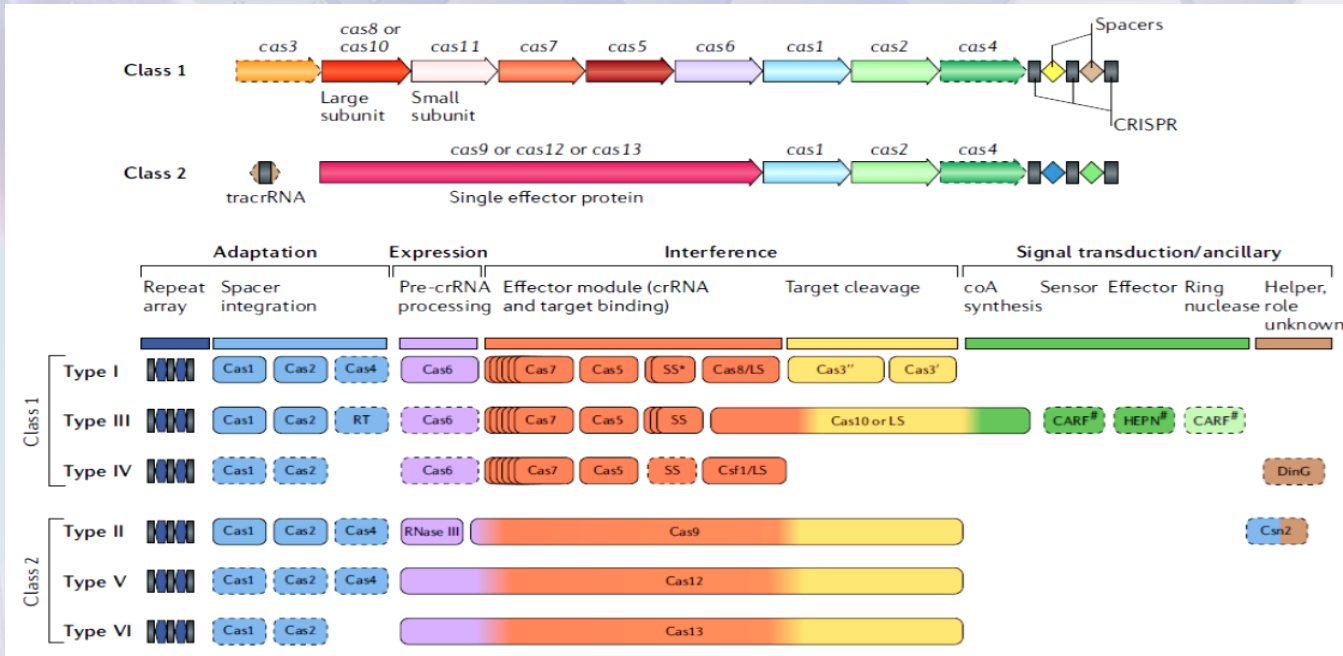 cas8 or
cas3 cas10 cas11 cas7 cas5 cas6 cas1 cas2 cas4 Spacers
Class 1
Large subunit Small subunit
CRISPR
cas9 or cas12 or cas13 cas1 cas2 cas4
Class 2
tracrRNA Single effector protein
Adaptation Expression Interference Signal transduction/ancillary
Repeat array Spacer integration Pre-crRNA processing Effector module (crRNA and target binding) Target cleavage coA synthesis Sensor Effector Ring nuclease Helper, role unknown
Class 1
Type I Cas1 Cas2 Cas4 Cas6 Cas7 Cas5 SS* Cas8/LS Cas3'' Cas3'
Type III Cas1 Cas2 RT Cas6 Cas7 Cas5 SS Cas10 or LS CARF# HEPN# CARF#
Type IV Cas1 Cas2 Cas6 Cas7 Cas5 SS Csf1/LS DinG
Class 2
Type II Cas1 Cas2 Cas4 RNase III Cas9 Csn2
Type V Cas1 Cas2 Cas4 Cas12
Type VI Cas1 Cas2 Cas13